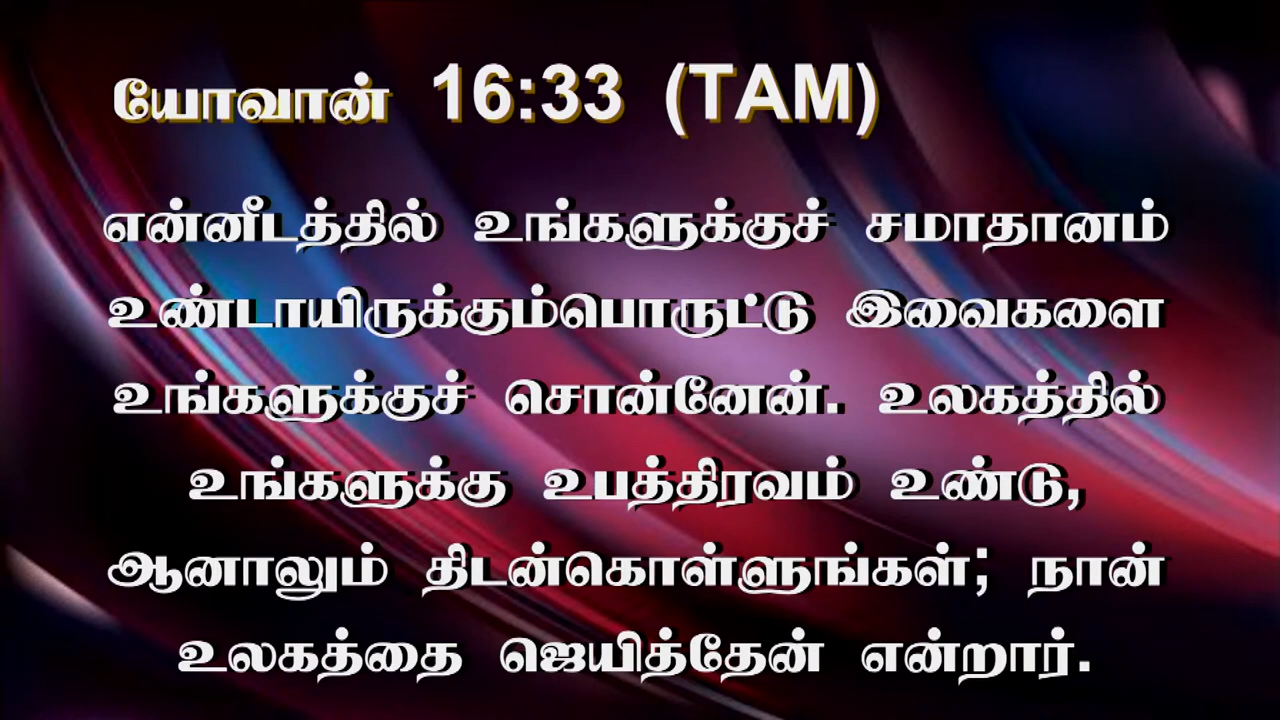 யோவான் 16:33 (TAM)
என்னீடத்தில் உங்களுக்குச் சமாதானம்
உண்டாயிருக்கும்பொருட்டு இவைகளை
உங்களுக்குச் சொன்னேன். உலகத்தில்
உங்களுக்கு உபத்திரவம் உண்டு,
ஆனாலும் திடன்கொள்ளுங்கள்; நான்
உலகத்தை ஜெயித்தேன் என்றார்.